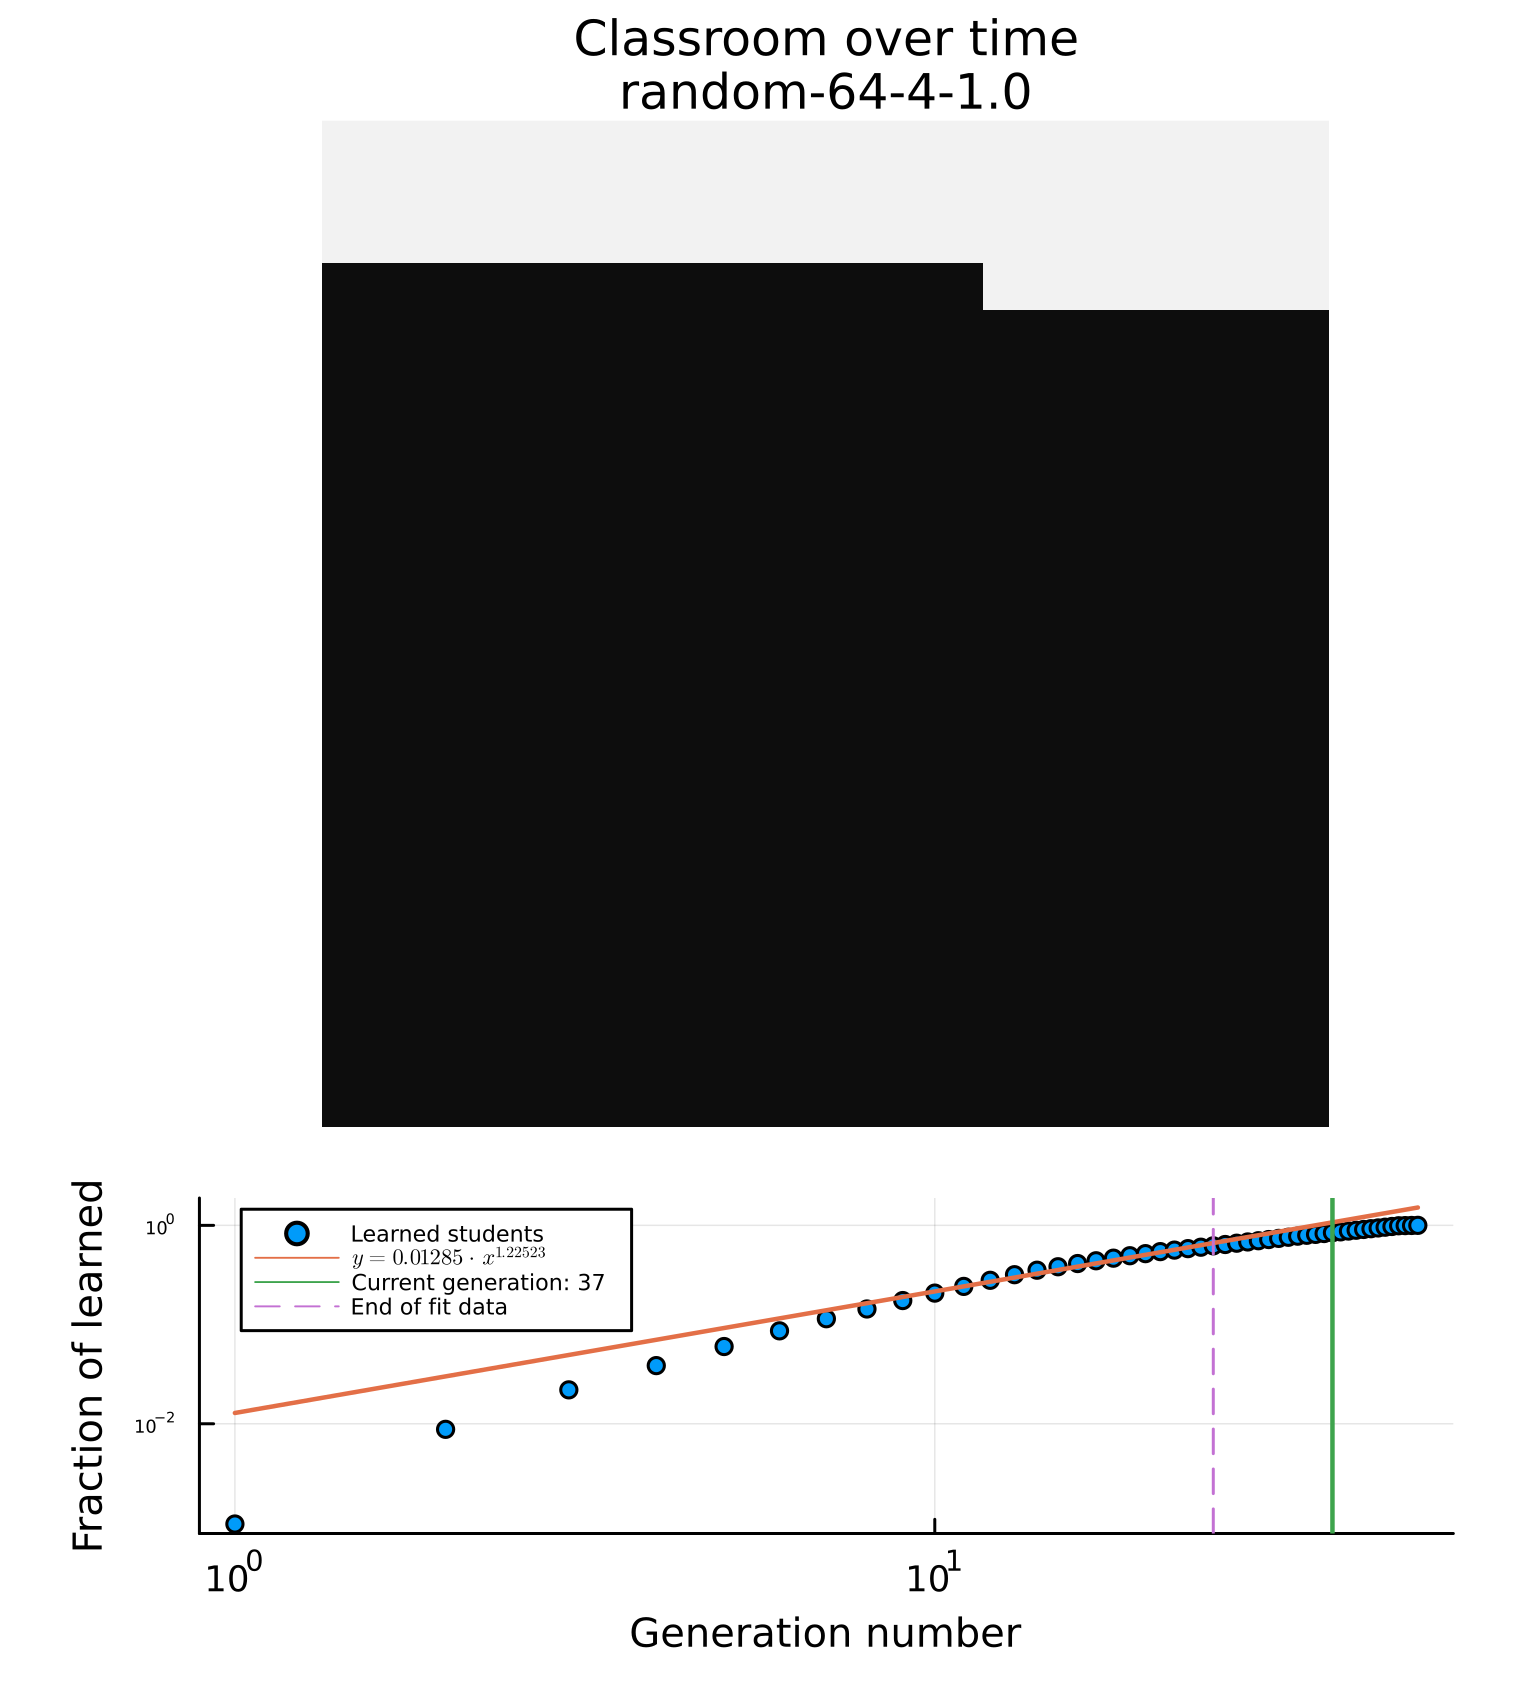 Classroom over time
random-64-4-1.0
Fraction of learned
10⁰
10⁻²
Learned students
y = 0.01285 · x^1.22523
Current generation: 37
End of fit data
10⁰
10¹
Generation number